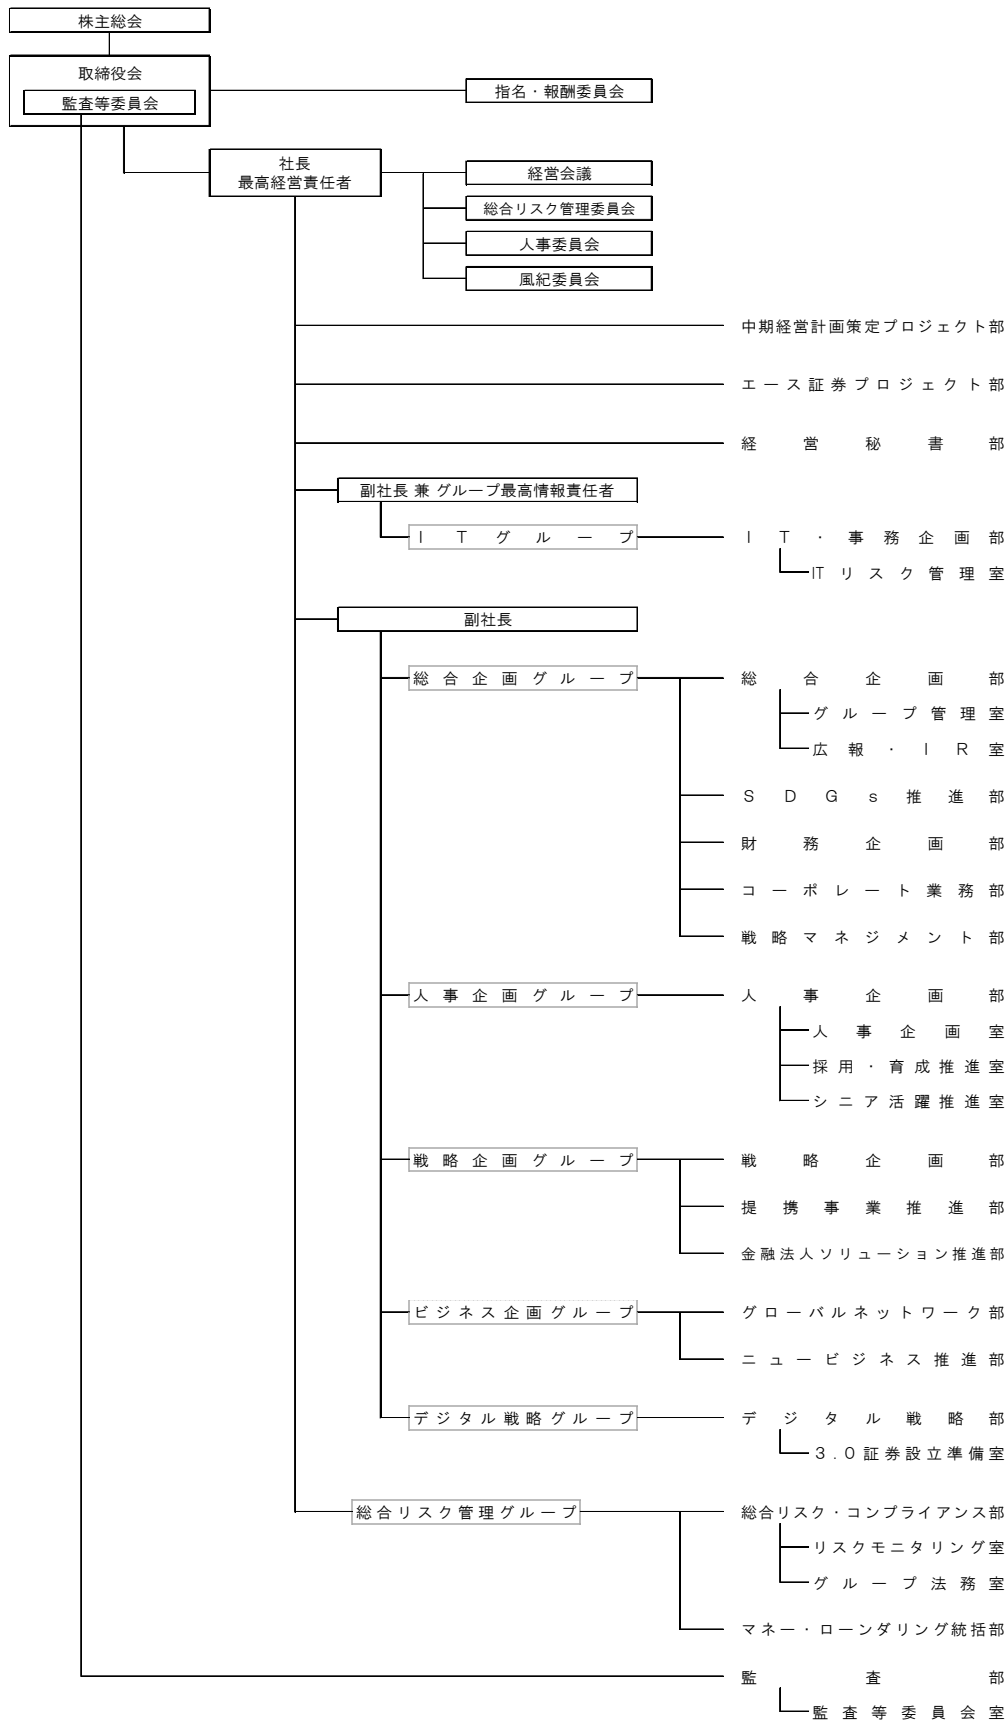 株主総会
取締役会
指名・報酬委員会
監査等委員会
社長
最高経営責任者
経営会議
総合リスク管理委員会
人事委員会
風紀委員会
中期経営計画策定プロジェクト部
エース証券プロジェクト部
経営秘書部
副社長 兼 グループ最高情報責任者
ITグループ
IT・事務企画部
ITリスク管理室
副社長
総合企画グループ
総合企画部
グループ管理室
広報・IR室
SDGs推進部
財務企画部
コーポレート業務部
戦略マネジメント部
人事企画グループ
人事企画部
人事企画室
採用・育成推進室
シニア活躍推進室
戦略企画グループ
戦略企画部
提携事業推進部
金融法人ソリューション推進部
ビジネス企画グループ
グローバルネットワーク部
ニュービジネス推進部
デジタル戦略グループ
デジタル戦略部
3.0証券設立準備室
総合リスク管理グループ
総合リスク・コンプライアンス部
リスクモニタリング室
グループ法務室
マネー・ローンダリング統括部
監査部
監査等委員会室